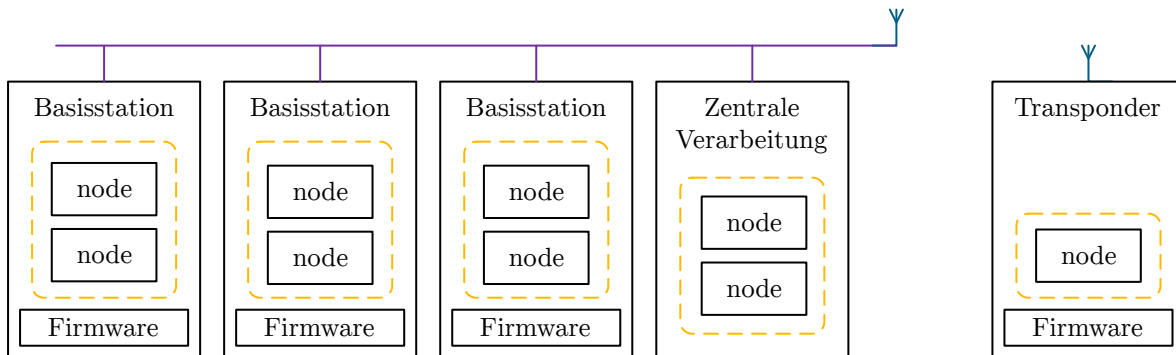 Basisstation
node
node
Firmware
Basisstation
node
node
Firmware
Basisstation
node
node
Firmware
Zentrale
Verarbeitung
node
node
Transponder
node
Firmware